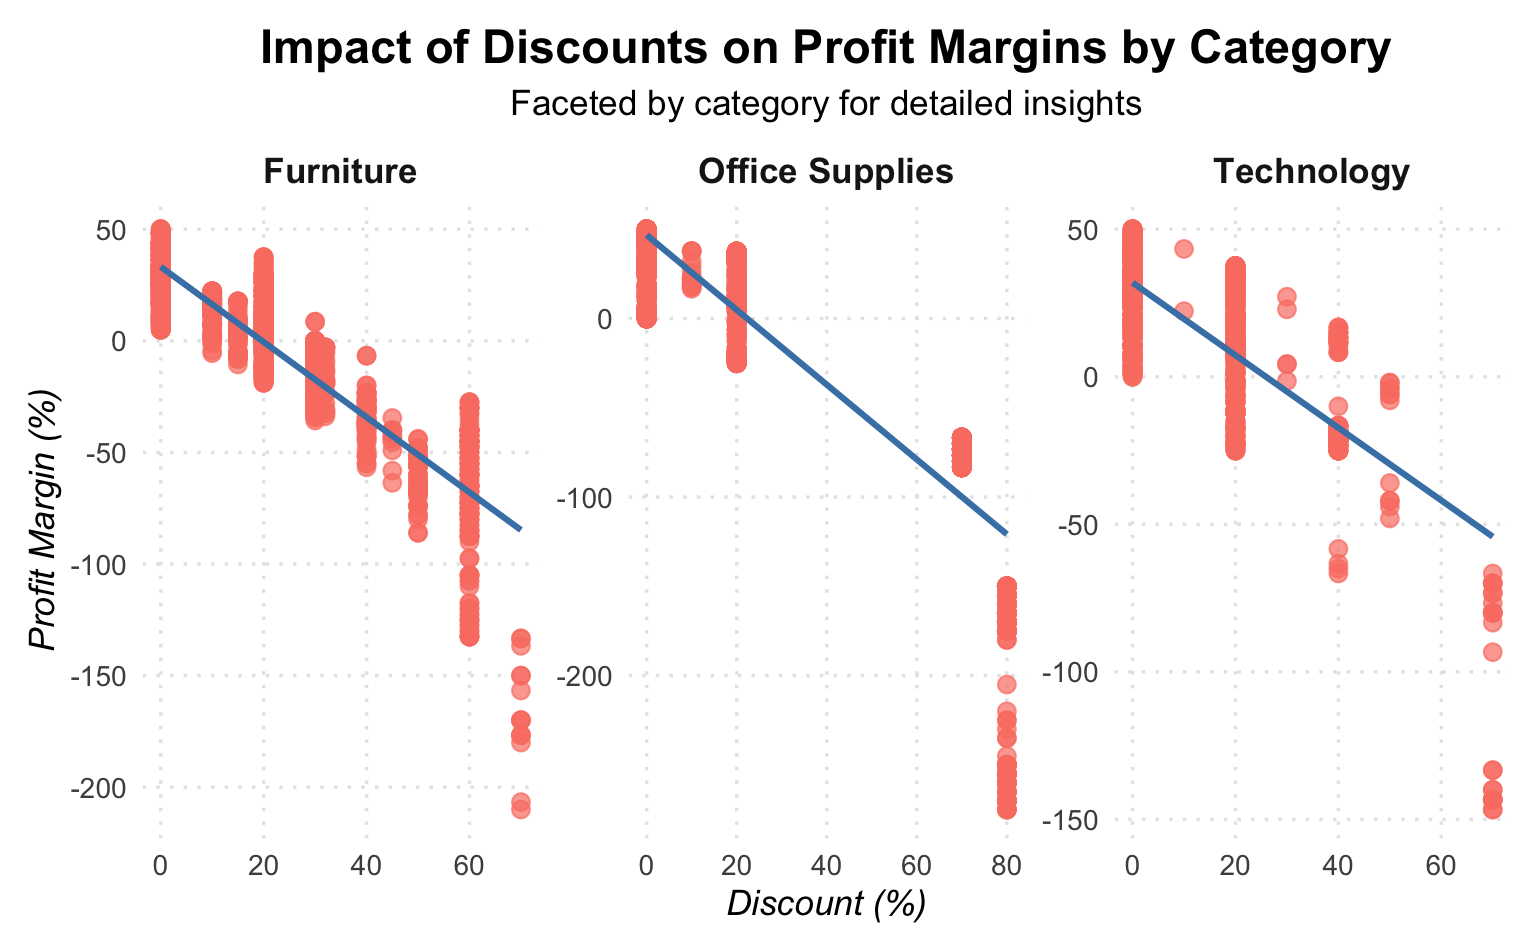 Impact of Discounts on Profit Margins by Category
Faceted by category for detailed insights
Furniture
Office Supplies
Technology
Profit Margin (%)
50
0
-50
-100
-150
-200
0
-100
-200
50
0
-50
-100
-150
0 20 40 60
0 20 40 60 80
0 20 40 60
Discount (%)